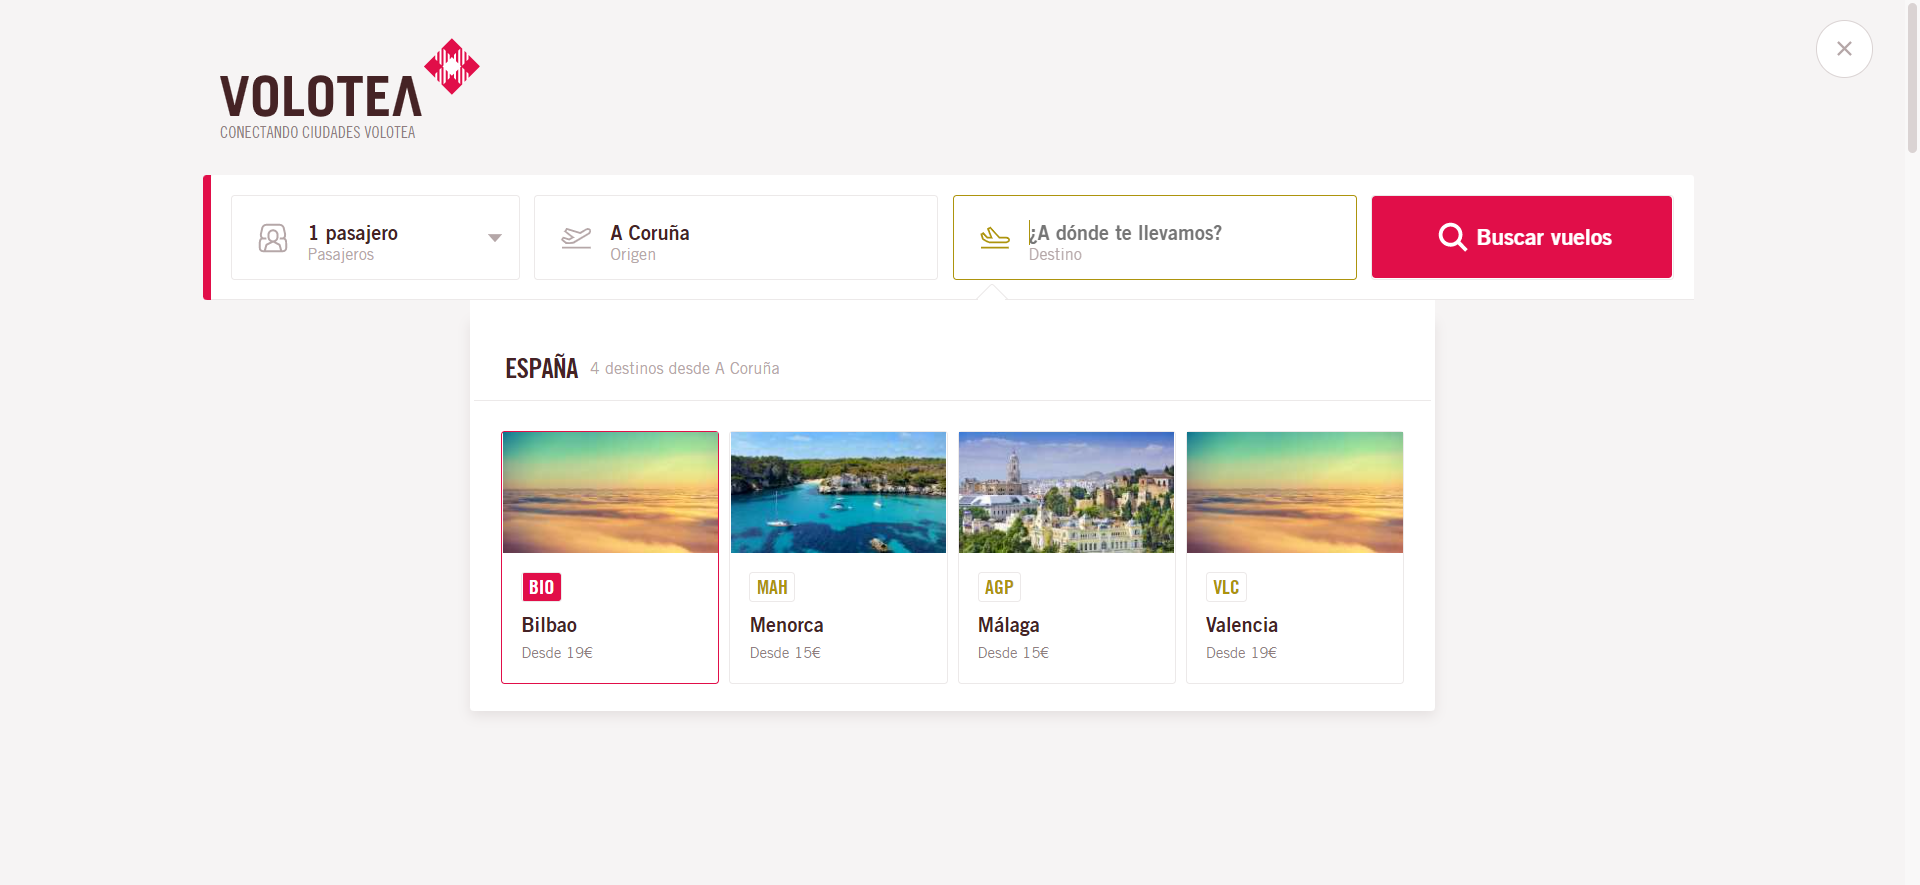 VOLOTEA
CONECTANDO CIUDADES VOLOTEA
1 pasajero
Pasajeros
A Coruña
Origen
¿A dónde te llevamos?
Destino
Buscar vuelos
ESPAÑA 4 destinos desde A Coruña
BIO
Bilbao
Desde 19€
MAH
Menorca
Desde 15€
AGP
Málaga
Desde 15€
VLC
Valencia
Desde 19€